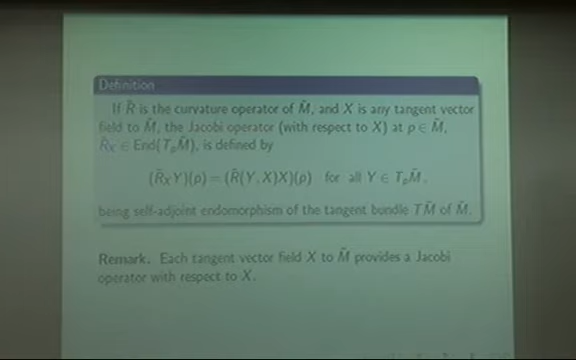 Definition
If R̄ is the curvature operator of M̄, and X is any tangent vector
field to M̄, the Jacobi operator (with respect to X) at p ∈ M̄,
R̄_X ∈ End(T_pM̄), is defined by
(R̄_X Y)(p) = (R̄(Y, X)X)(p) for all Y ∈ T_pM̄,
being self-adjoint endomorphism of the tangent bundle TM̄ of M̄.
Remark. Each tangent vector field X to M̄ provides a Jacobi
operator with respect to X.